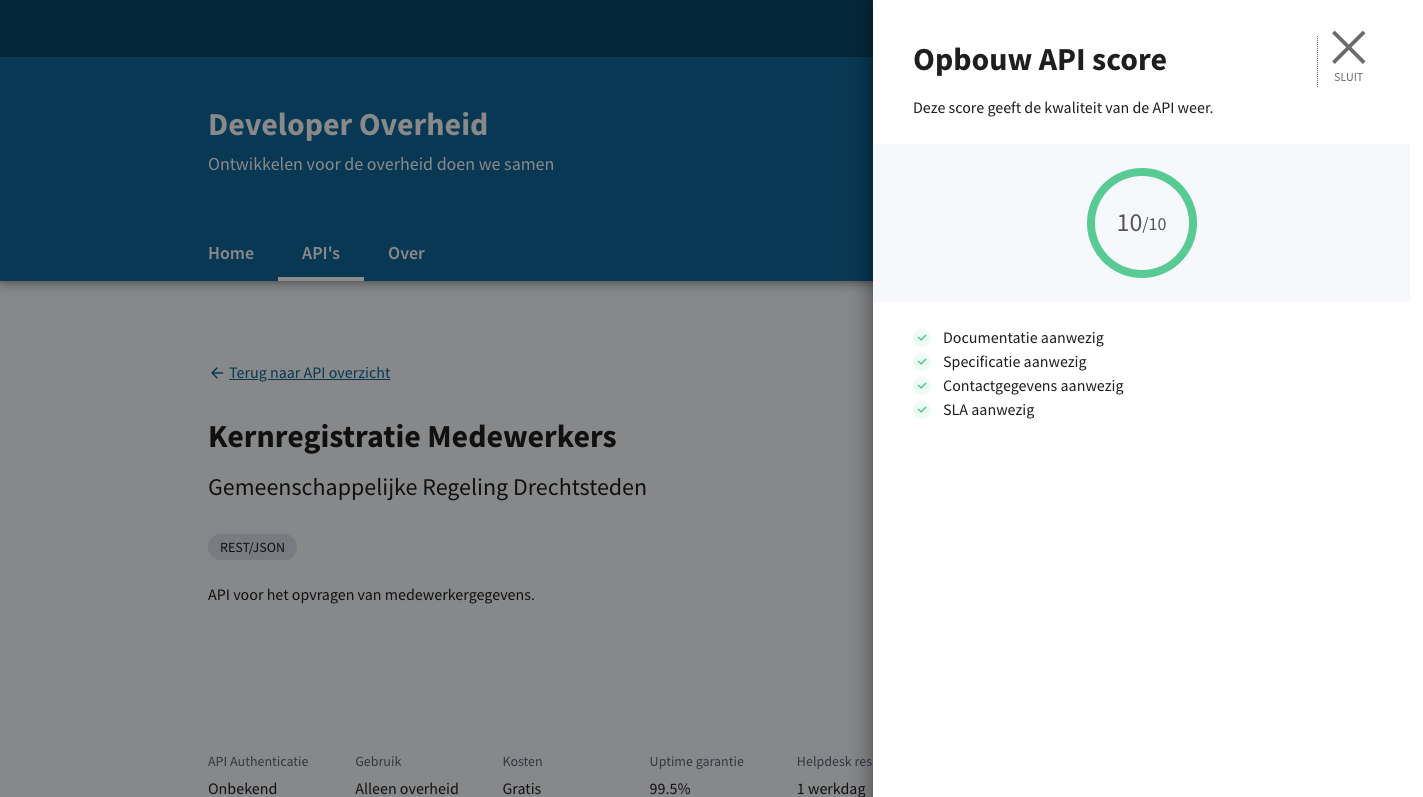 Developer Overheid
Ontwikkelen voor de overheid doen we samen
Home API's Over
Terug naar API overzicht
Kernregistratie Medewerkers
Gemeenschappelijke Regeling Drechtsteden
REST/JSON
API voor het opvragen van medewerkergegevens.
API Authenticatie Gebruik Kosten Uptime garantie Helpdesk res
Onbekend Alleen overheid Gratis 99.5% 1 werkdag
Opbouw API score
SLUIT
Deze score geeft de kwaliteit van de API weer.
10/10
Documentatie aanwezig
Specificatie aanwezig
Contactgegevens aanwezig
SLA aanwezig